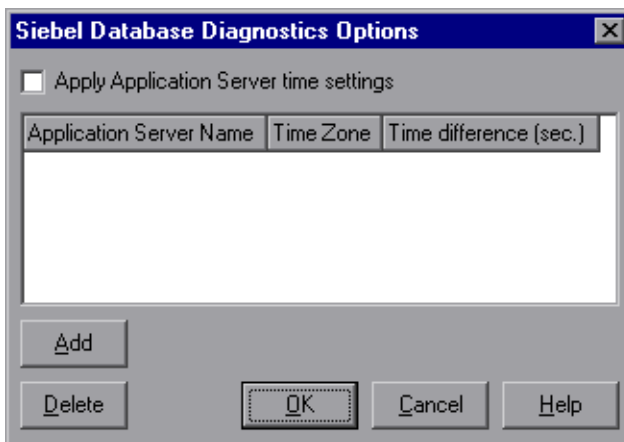 Siebel Database Diagnostics Options
Apply Application Server time settings
Application Server Name Time Zone Time difference (sec.)
Add
Delete OK Cancel Help